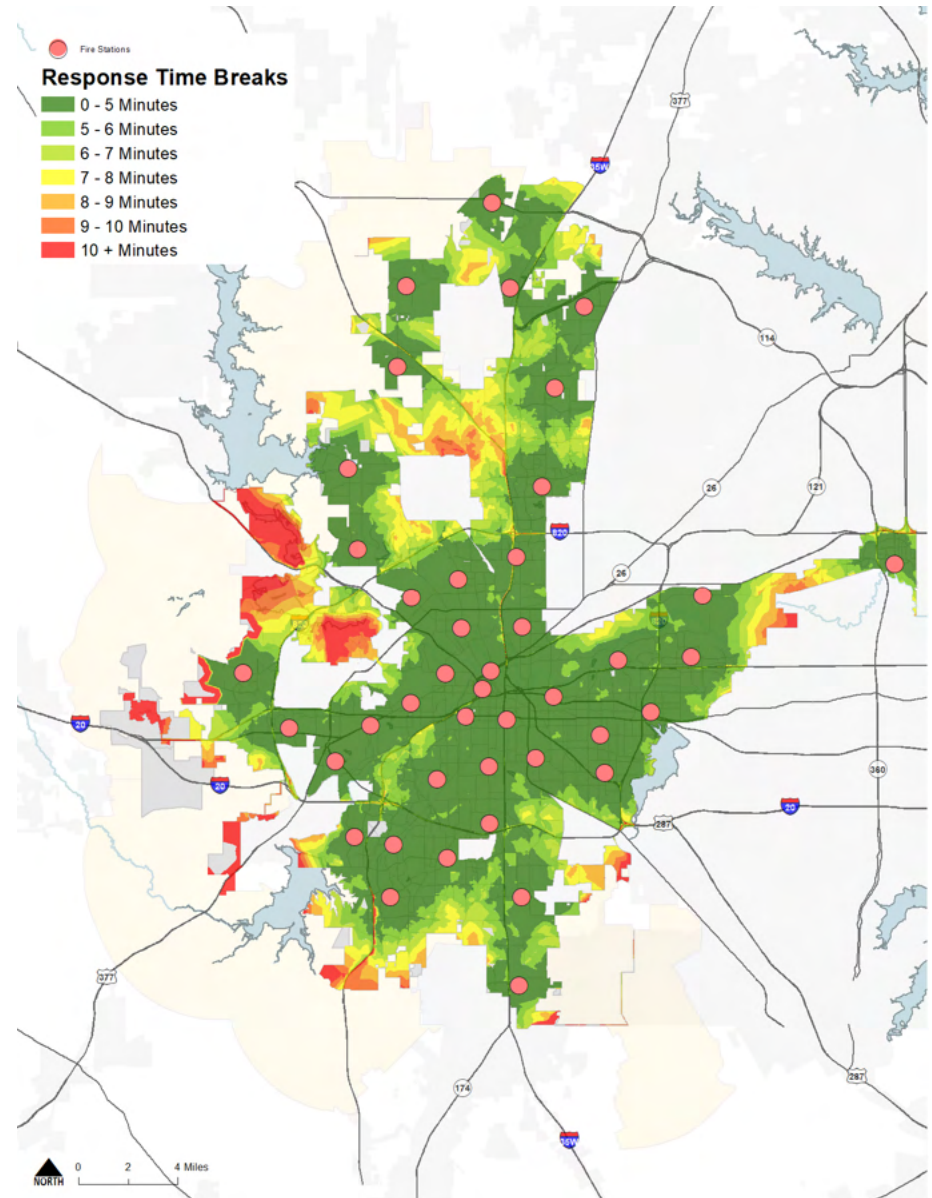 Fire Stations
Response Time Breaks
0 - 5 Minutes
5 - 6 Minutes
6 - 7 Minutes
7 - 8 Minutes
8 - 9 Minutes
9 - 10 Minutes
10 + Minutes
377
35W
114
26
121
820
26
20
20
360
20
287
377
287
174
35W
0 2 4 Miles
NORTH